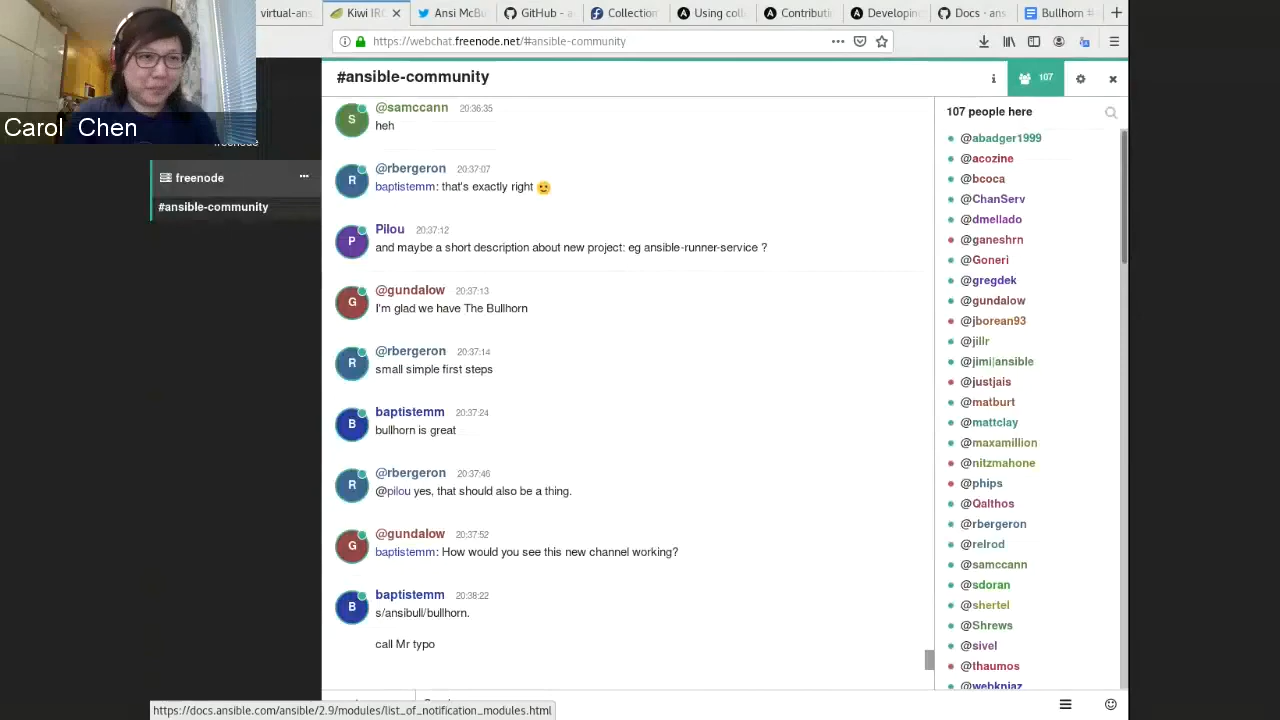 virtual-ans
Kiwi IRC
Ansi McBu
GitHub - a
Collection
Using coll
Contributi
Developin
Docs · ans
Bullhorn #
https://webchat.freenode.net/#ansible-community
Carol Chen
freenode
freenode
#ansible-community
#ansible-community
107
@samccann 20:36:35
heh
@rbergeron 20:37:07
baptistemm: that's exactly right
Pilou 20:37:12
and maybe a short description about new project: eg ansible-runner-service ?
@gundalow 20:37:13
I'm glad we have The Bullhorn
@rbergeron 20:37:14
small simple first steps
baptistemm 20:37:24
bullhorn is great
@rbergeron 20:37:46
@pilou yes, that should also be a thing.
@gundalow 20:37:52
baptistemm: How would you see this new channel working?
baptistemm 20:38:22
s/ansibull/bullhorn.
call Mr typo
S
R
P
G
R
B
R
G
B
107 people here
@abadger1999
@acozine
@bcoca
@ChanServ
@dmellado
@ganeshrn
@Goneri
@gregdek
@gundalow
@jborean93
@jillr
@jimi|ansible
@justjais
@matburt
@mattclay
@maxamillion
@nitzmahone
@phips
@Qalthos
@rbergeron
@relrod
@samccann
@sdoran
@shertel
@Shrews
@sivel
@thaumos
@webknjaz
https://docs.ansible.com/ansible/2.9/modules/list_of_notification_modules.html